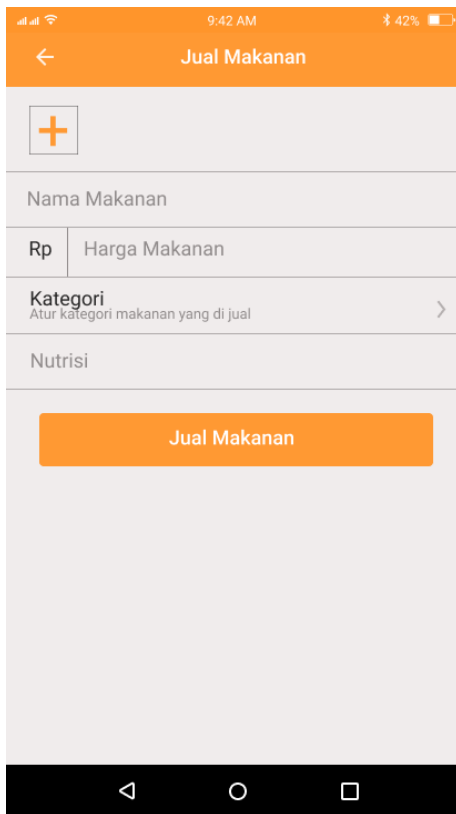 9:42 AM
42%
Jual Makanan
Nama Makanan
Rp Harga Makanan
Kategori
Atur kategori makanan yang di jual
Nutrisi
Jual Makanan